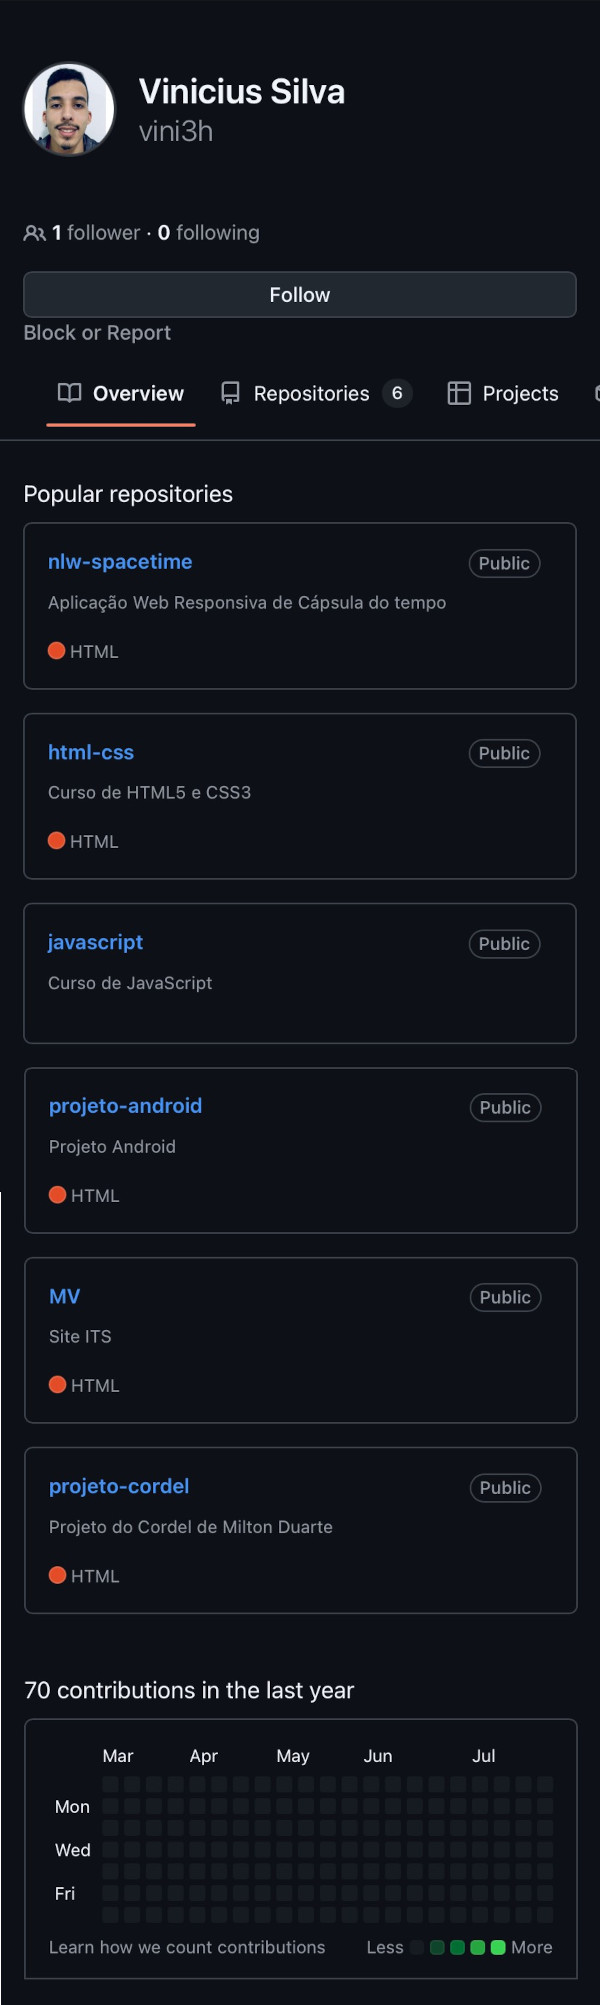 Vinicius Silva
vini3h
1 follower · 0 following
Follow
Block or Report
Overview Repositories 6 Projects
Popular repositories
nlw-spacetime Public
Aplicação Web Responsiva de Cápsula do tempo
HTML
html-css Public
Curso de HTML5 e CSS3
HTML
javascript Public
Curso de JavaScript
projeto-android Public
Projeto Android
HTML
MV Public
Site ITS
HTML
projeto-cordel Public
Projeto do Cordel de Milton Duarte
HTML
70 contributions in the last year
Mar Apr May Jun Jul
Mon
Wed
Fri
Learn how we count contributions Less More